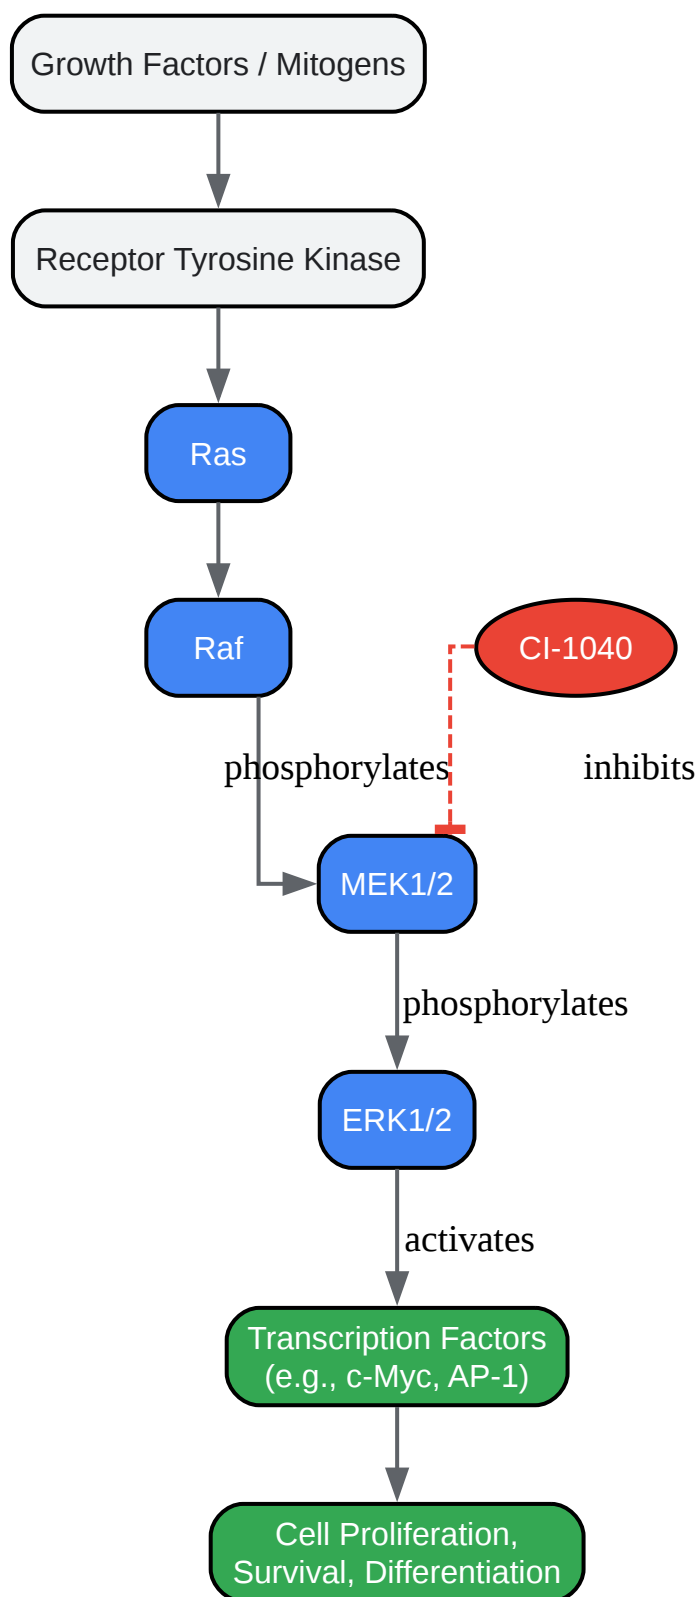 Growth Factors / Mitogens
Receptor Tyrosine Kinase
Ras
Raf
CI-1040
phosphorylates
inhibits
MEK1/2
phosphorylates
ERK1/2
activates
Transcription Factors
(e.g., c-Myc, AP-1)
Cell Proliferation,
Survival, Differentiation